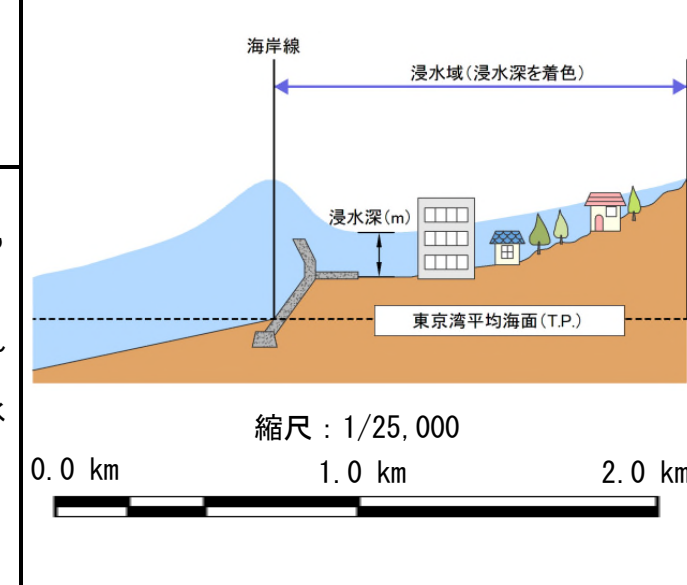 海岸線
浸水域(浸水深を着色)
浸水深(m)
東京湾平均海面(T.P.)
縮尺：1/25,000
0.0 km 1.0 km 2.0 km